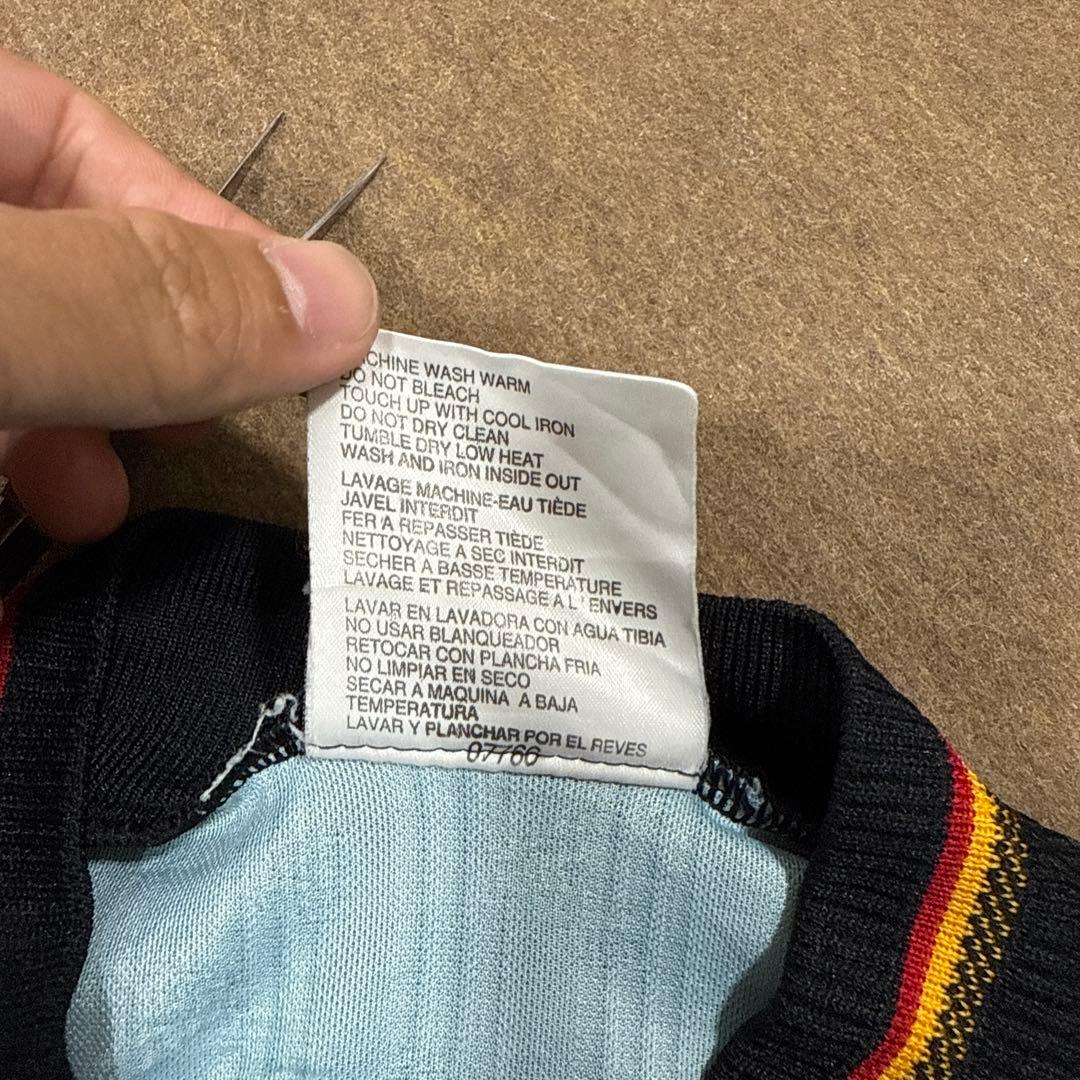 ACHINE WASH WARM
DO NOT BLEACH
TOUCH UP WITH COOL IRON
DO NOT DRY CLEAN
TUMBLE DRY LOW HEAT
WASH AND IRON INSIDE OUT
LAVAGE MACHINE-EAU TIÈDE
JAVEL INTERDIT
FER A REPASSER TIÈDE
NETTOYAGE A SEC INTERDIT
SECHER A BASSE TEMPERATURE
LAVAGE ET REPASSAGE A L' ENVERS
LAVAR EN LAVADORA CON AGUA TIBIA
NO USAR BLANQUEADOR
RETOCAR CON PLANCHA FRIA
NO LIMPIAR EN SECO
SECAR A MAQUINA A BAJA
TEMPERATURA
LAVAR Y PLANCHAR POR EL REVES